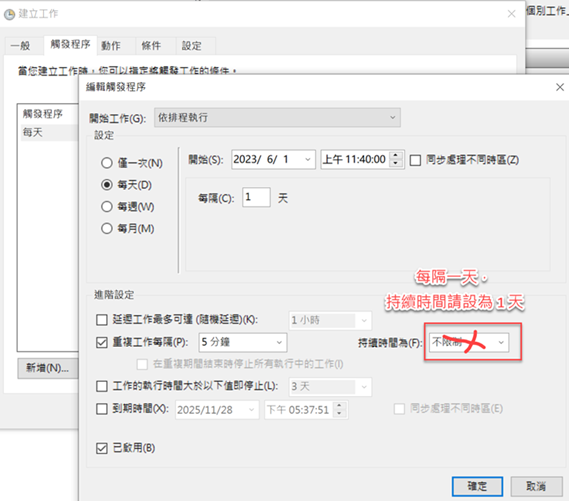 建立工作
個別工作
一般 觸發程序 動作 條件 設定
當您建立工作時，您可以指定將觸發工作的條件。
觸發程序
每天
新增(N)...
編輯觸發程序
開始工作(G): 依排程執行
設定
僅一次(N)
每天(D)
每週(W)
每月(M)
開始(S): 2023/ 6/ 1 上午 11:40:00 同步處理不同時區(Z)
每隔(C): 1 天
每隔一天，
持續時間請設為 1 天
進階設定
延遲工作最多可達 (隨機延遲)(K): 1 小時
重複工作每隔(P): 5 分鐘 持續時間為(F): 不限制
在重複期間結束時停止所有執行中的工作(I)
工作的執行時間大於以下值即停止(L): 3 天
到期時間(X): 2025/11/28 下午 05:37:51 同步處理不同時區(E)
已啟用(B)
確定 取消